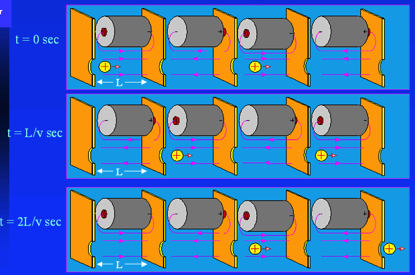 t = 0 sec
L
t = L/v sec
L
t = 2L/v sec
L